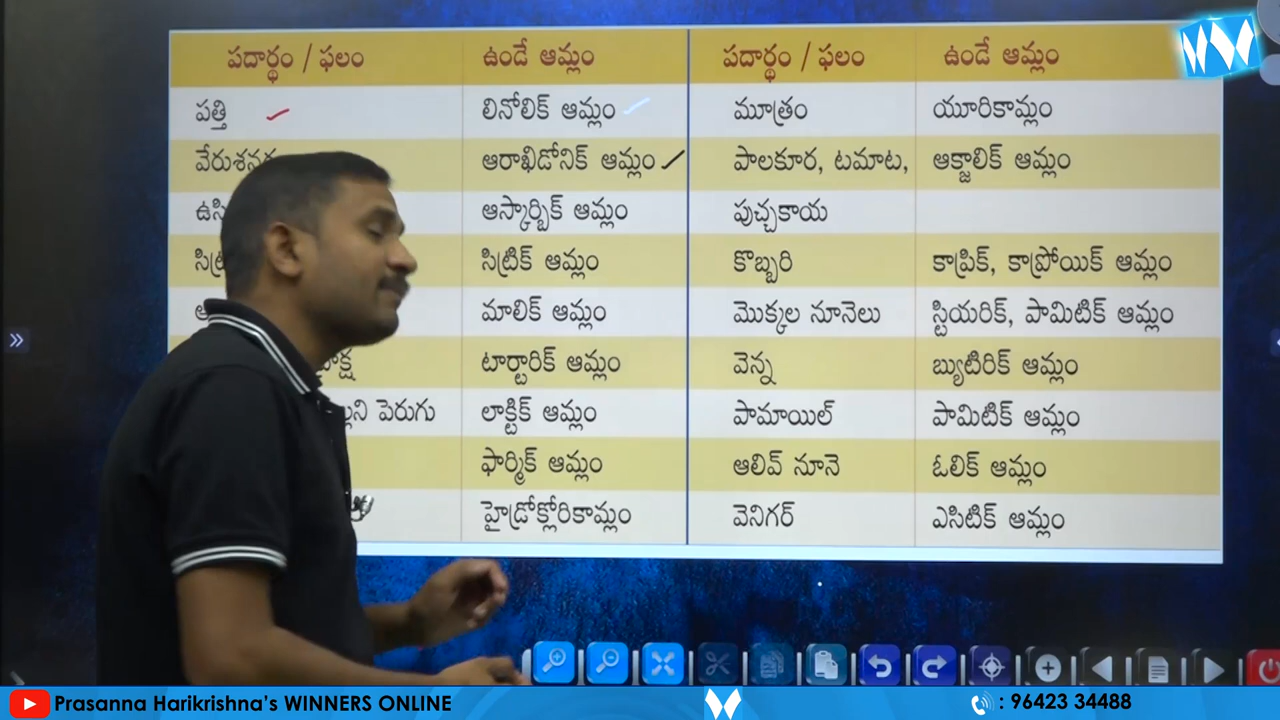 పదార్థం / ఫలం ఉండే ఆమ్లం పదార్థం / ఫలం ఉండే ఆమ్లం
పత్తి లినోలిక్ ఆమ్లం మూత్రం యూరికామ్లం
ఆరాఖిడోనిక్ ఆమ్లం పాలకూర, టమాట, ఆక్జాలిక్ ఆమ్లం
ఆస్కార్బిక్ ఆమ్లం పుచ్చకాయ
సిట్రిక్ ఆమ్లం కొబ్బరి కాప్రిక్, కాప్రోయిక్ ఆమ్లం
మాలిక్ ఆమ్లం మొక్కల నూనెలు స్టియరిక్, పామిటిక్ ఆమ్లం
టార్టారిక్ ఆమ్లం వెన్న బ్యుటిరిక్ ఆమ్లం
పెరుగు లాక్టిక్ ఆమ్లం పామాయిల్ పామిటిక్ ఆమ్లం
ఫార్మిక్ ఆమ్లం ఆలివ్ నూనె ఓలిక్ ఆమ్లం
హైడ్రోక్లోరికామ్లం వెనిగర్ ఎసిటిక్ ఆమ్లం
Prasanna Harikrishna's WINNERS ONLINE : 96423 34488